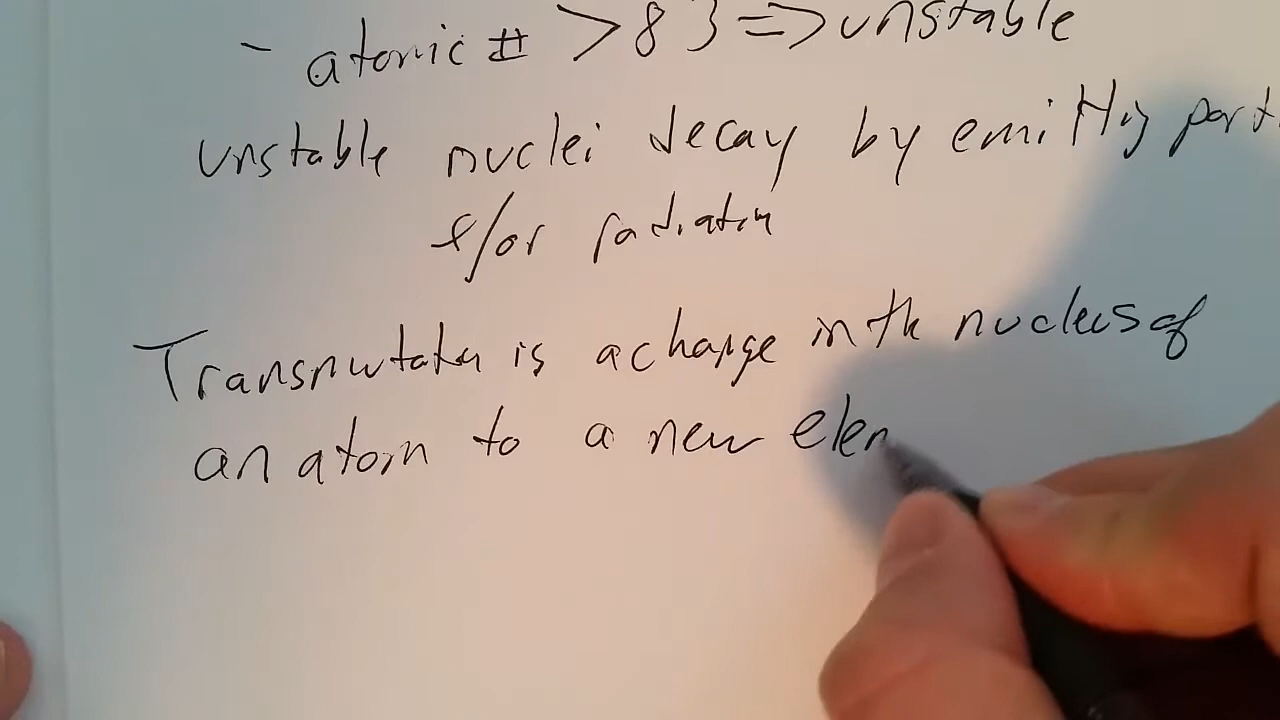 - atomic # >83 => unstable
unstable nuclei decay by emitting part
&/or radiation
Transmutation is a change in the nucleus of
an atom to a new elem